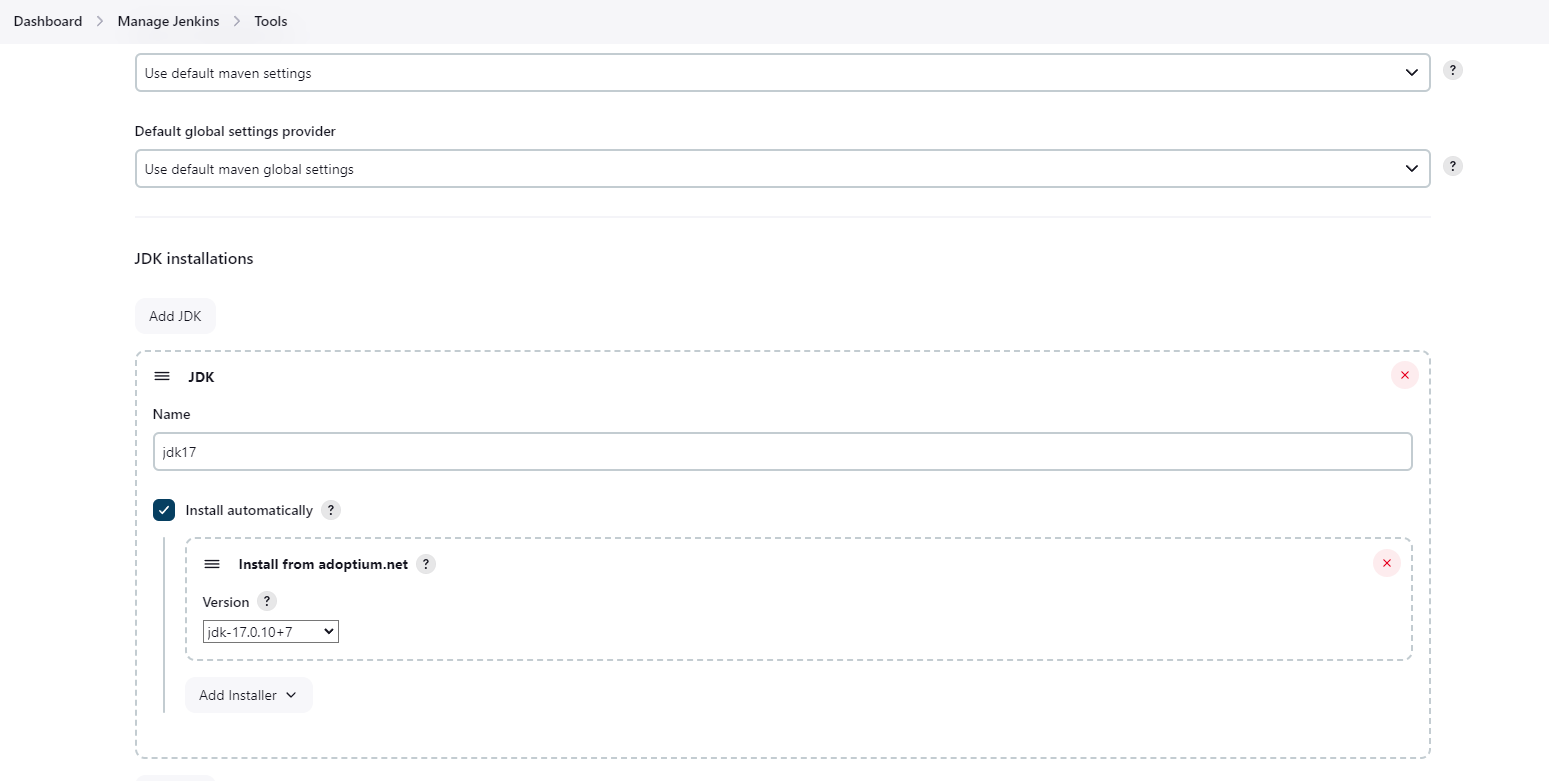 Dashboard > Manage Jenkins > Tools
Use default maven settings
?
Default global settings provider
Use default maven global settings
?
JDK installations
Add JDK
JDK
Name
jdk17
Install automatically ?
Install from adoptium.net ?
Version ?
jdk-17.0.10+7
Add Installer